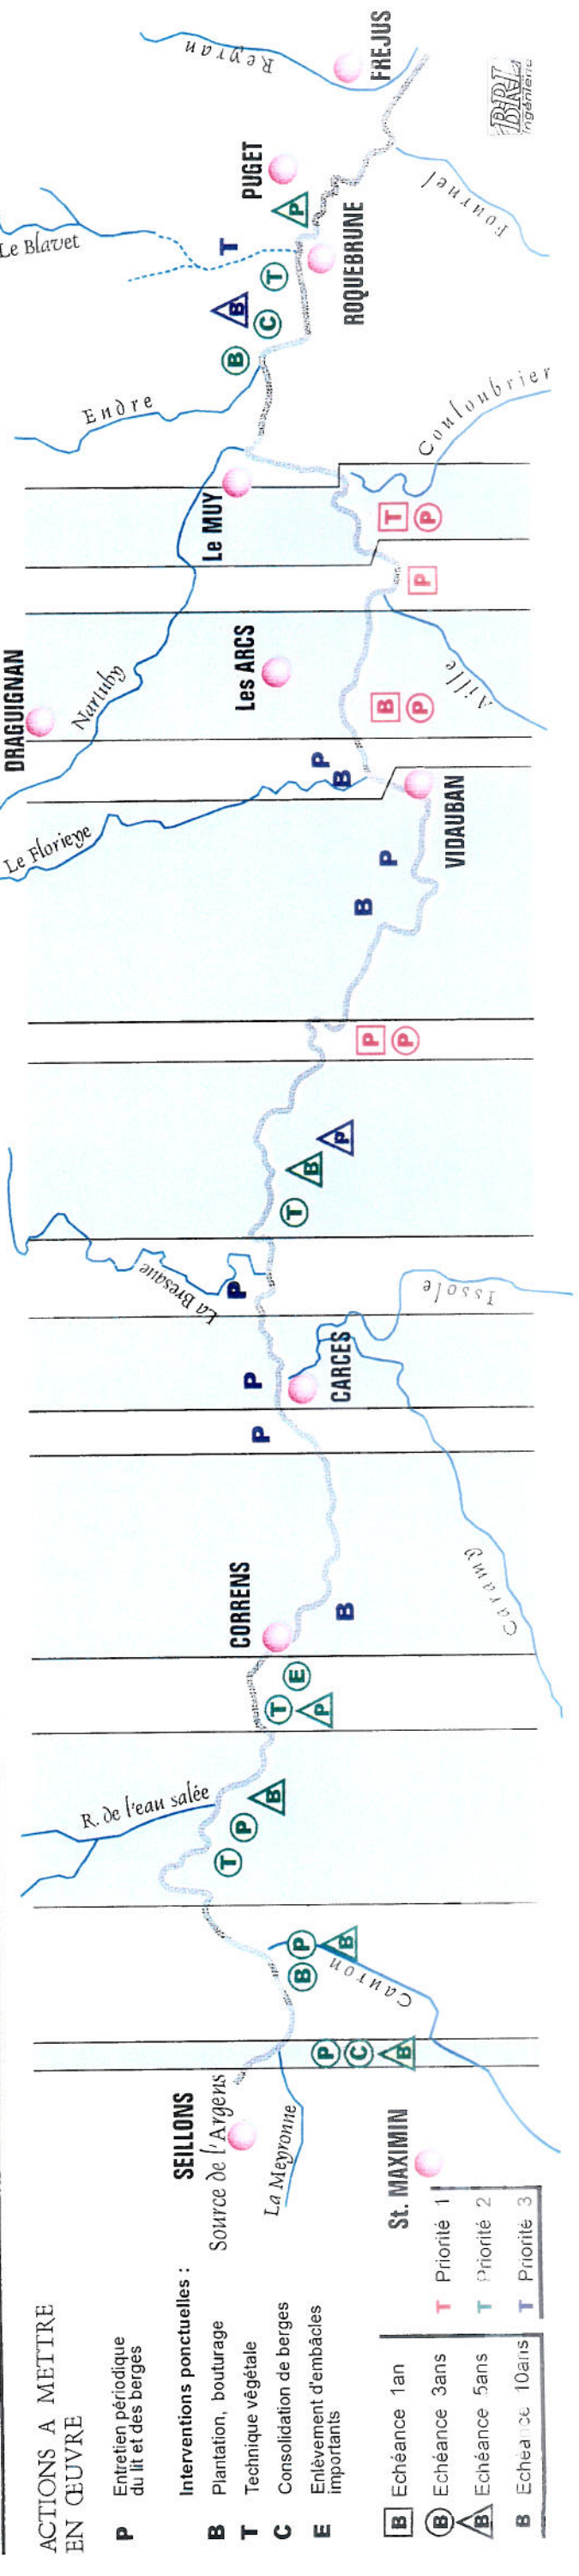 ACTIONS A METTRE
EN ŒUVRE
P Entretien périodique
du lit et des berges
Interventions ponctuelles :
B Plantation, bouturage
T Technique végétale
C Consolidation de berges
E Enlèvement d'embâcles
importants
B Echéance 1an
B Echéance 3ans
B Echéance 5ans
B Echéance 10ans
T Priorité 1
T Priorité 2
T Priorité 3
SEILLONS
Source de l'Argens
La Meyronne
St. MAXIMIN
P
C
B
B
P
B
Cauron
R. de l'eau salée
T
P
B
T
E
P
CORRENS
B
Caramy
P
P
CARCES
Issole
La Bresque
P
T
B
P
P
P
B
P
VIDAUBAN
Le Florieye
B
P
DRAGUIGNAN
Nartuby
Les ARCS
B
P
Aille
P
Le MUY
T
P
Couloubrier
Endre
B
C
T
B
T
Le Blavet
ROQUEBRUNE
P
PUGET
Fournel
Reyran
FREJUS
BRL
ingénierie